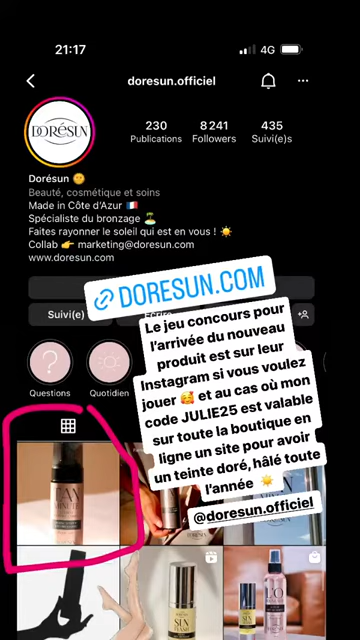 21:17
4G
doresun.officiel
DORéSUN
230
8 241
435
Publications
Followers
Suivi(e)s
Dorésun 🌞
Beauté, cosmétique et soins
Made in Côte d'Azur 🇫🇷
Spécialiste du bronzage 🏝️
Faites rayonner le soleil qui est en vous ! ☀️
Collab 👉 marketing@doresun.com
www.doresun.com
DORESUN.COM
Suivi(e)
Écrire
Le jeu concours pour
l'arrivée du nouveau
produit est sur leur
Instagram si vous voulez
jouer 🥰 et au cas où mon
code JULIE25 est valable
sur toute la boutique en
ligne un site pour avoir
un teinte doré, hâlé toute
l'année ☀️
@doresun.officiel
Questions
Quotidien
MINUTE
SUN
L'O